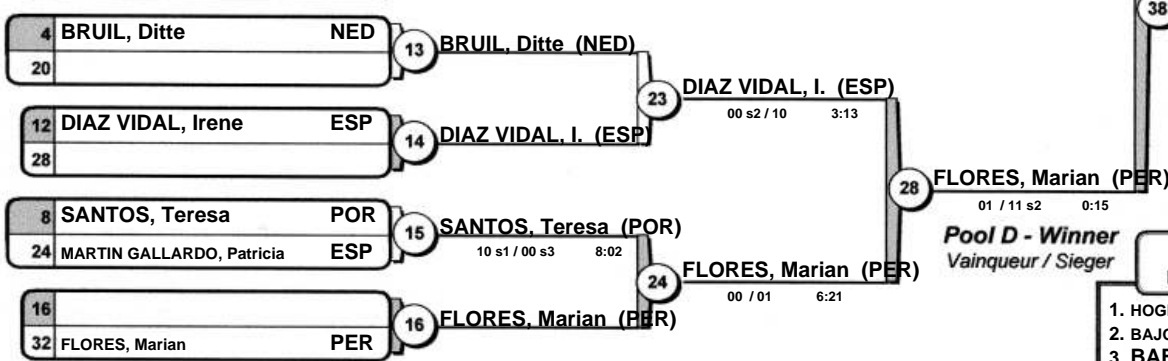 38
4 BRUIL, Ditte NED
20
13 BRUIL, Ditte (NED)
23 DIAZ VIDAL, I. (ESP)
00 s2 / 10 3:13
12 DIAZ VIDAL, Irene ESP
28
14 DIAZ VIDAL, I. (ESP)
28 FLORES, Marian (PER)
01 / 11 s2 0:15
Pool D - Winner
Vainqueur / Sieger
8 SANTOS, Teresa POR
24 MARTIN GALLARDO, Patricia ESP
15 SANTOS, Teresa (POR)
10 s1 / 00 s3 8:02
24 FLORES, Marian (PER)
00 / 01 6:21
16
32 FLORES, Marian PER
16 FLORES, Marian (PER)
1.
2.
3.